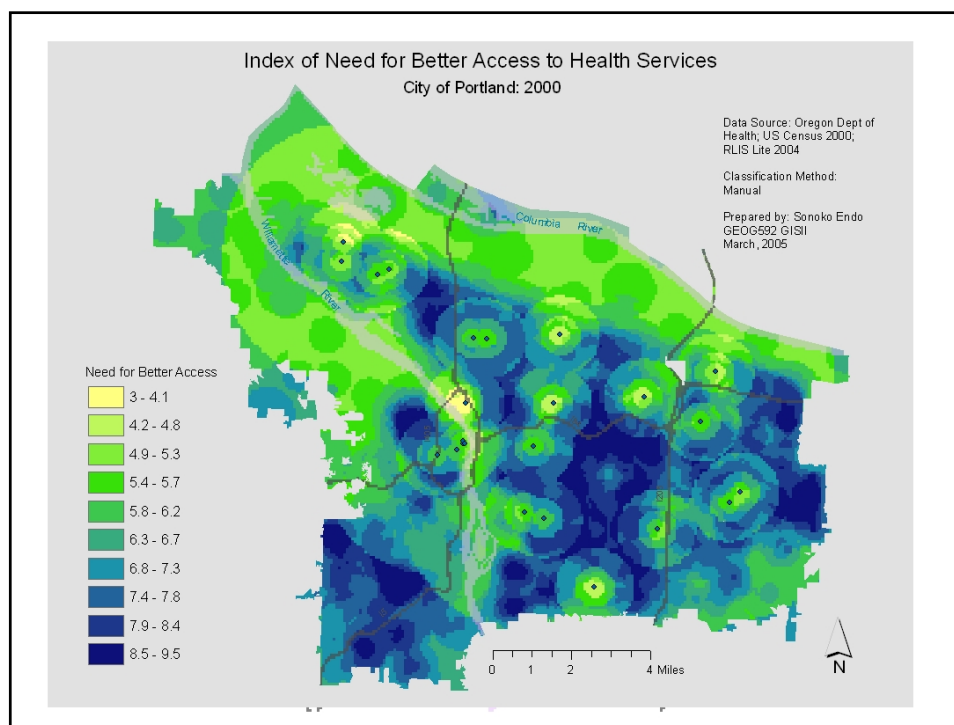 Index of Need for Better Access to Health Services
City of Portland: 2000
Data Source: Oregon Dept of
Health; US Census 2000;
RLIS Lite 2004
Classification Method:
Manual
Prepared by: Sonoko Endo
GEOG592 GISII
March, 2005
Columbia River
Willamette
River
Need for Better Access
3 - 4.1
4.2 - 4.8
4.9 - 5.3
5.4 - 5.7
5.8 - 6.2
6.3 - 6.7
6.8 - 7.3
7.4 - 7.8
7.9 - 8.4
8.5 - 9.5
0 2 4 Miles
N